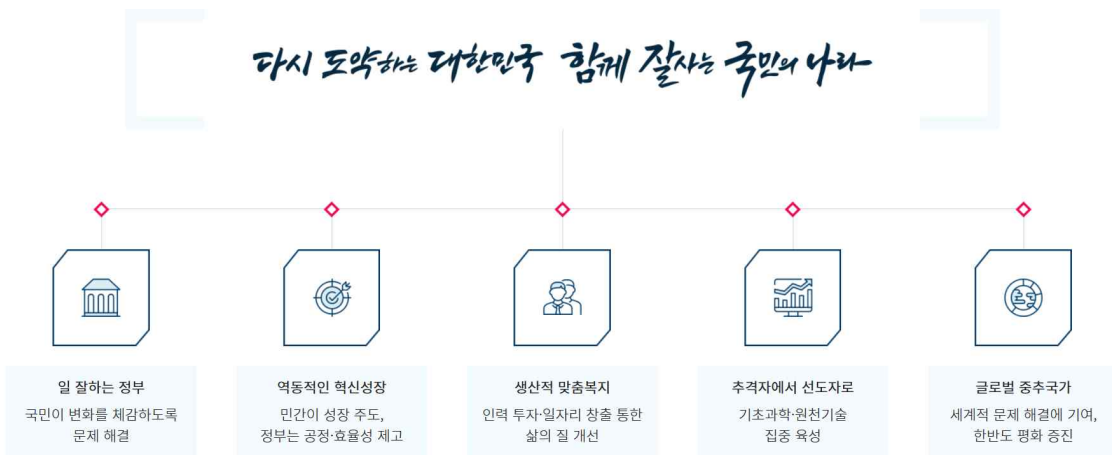 다시 도약하는 대한민국 함께 잘사는 국민의 나라
일 잘하는 정부
국민이 변화를 체감하도록
문제 해결
역동적인 혁신성장
민간이 성장 주도,
정부는 공정·효율성 제고
생산적 맞춤복지
인력 투자·일자리 창출 통한
삶의 질 개선
추격자에서 선도자로
기초과학·원천기술
집중 육성
글로벌 중추국가
세계적 문제 해결에 기여,
한반도 평화 증진